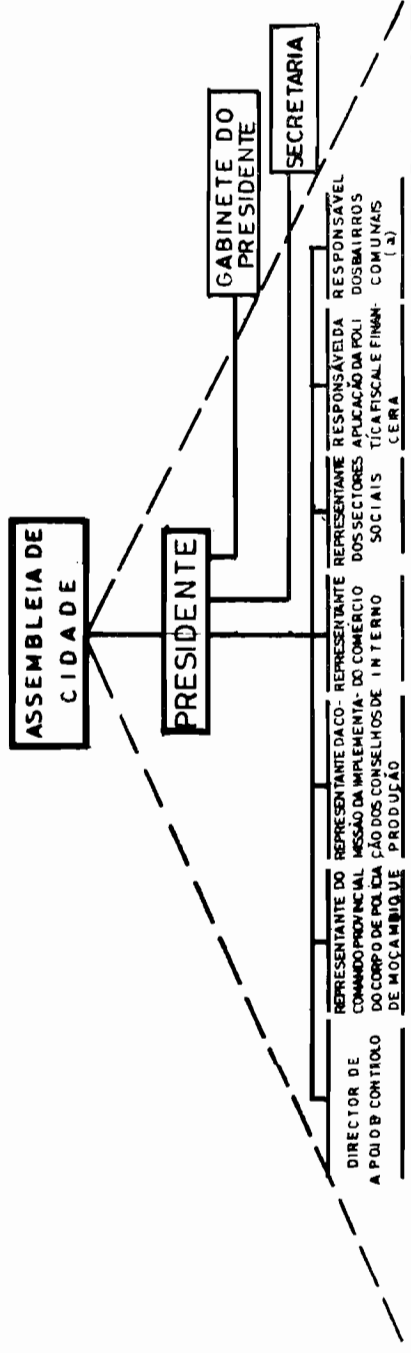 ASSEMBLEIA DE
CIDADE
PRESIDENTE
GABINETE DO
PRESIDENTE
SECRETARIA
DIRECTOR DE
APOIO E CONTROLO
REPRESENTANTE DO
COMANDO PROVINCIAL
DO CORPO DE POLÍCIA
DE MOÇAMBIQUE
REPRESENTANTE DA CO-
MISSÃO DA IMPLEMENTA-
ÇÃO DOS CONSELHOS DE
PRODUÇÃO
REPRESENTANTE
DO COMÉRCIO
INTERNO
REPRESENTANTE
DOS SECTORES
SOCIAIS
RESPONSÁVEL DA
APLICAÇÃO DA POLI
TÍCA FISCAL E FINAN-
CEIRA
RESPONSÁVEL
DOS BAIRROS
COMUNAIS
(a)